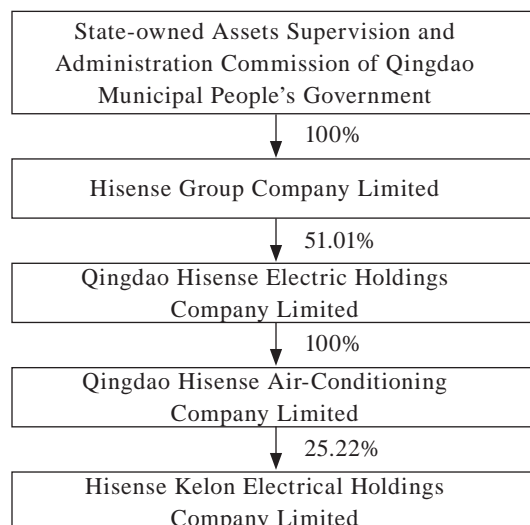 State-owned Assets Supervision and
Administration Commission of Qingdao
Municipal People's Government
100%
Hisense Group Company Limited
51.01%
Qingdao Hisense Electric Holdings
Company Limited
100%
Qingdao Hisense Air-Conditioning
Company Limited
25.22%
Hisense Kelon Electrical Holdings
Company Limited